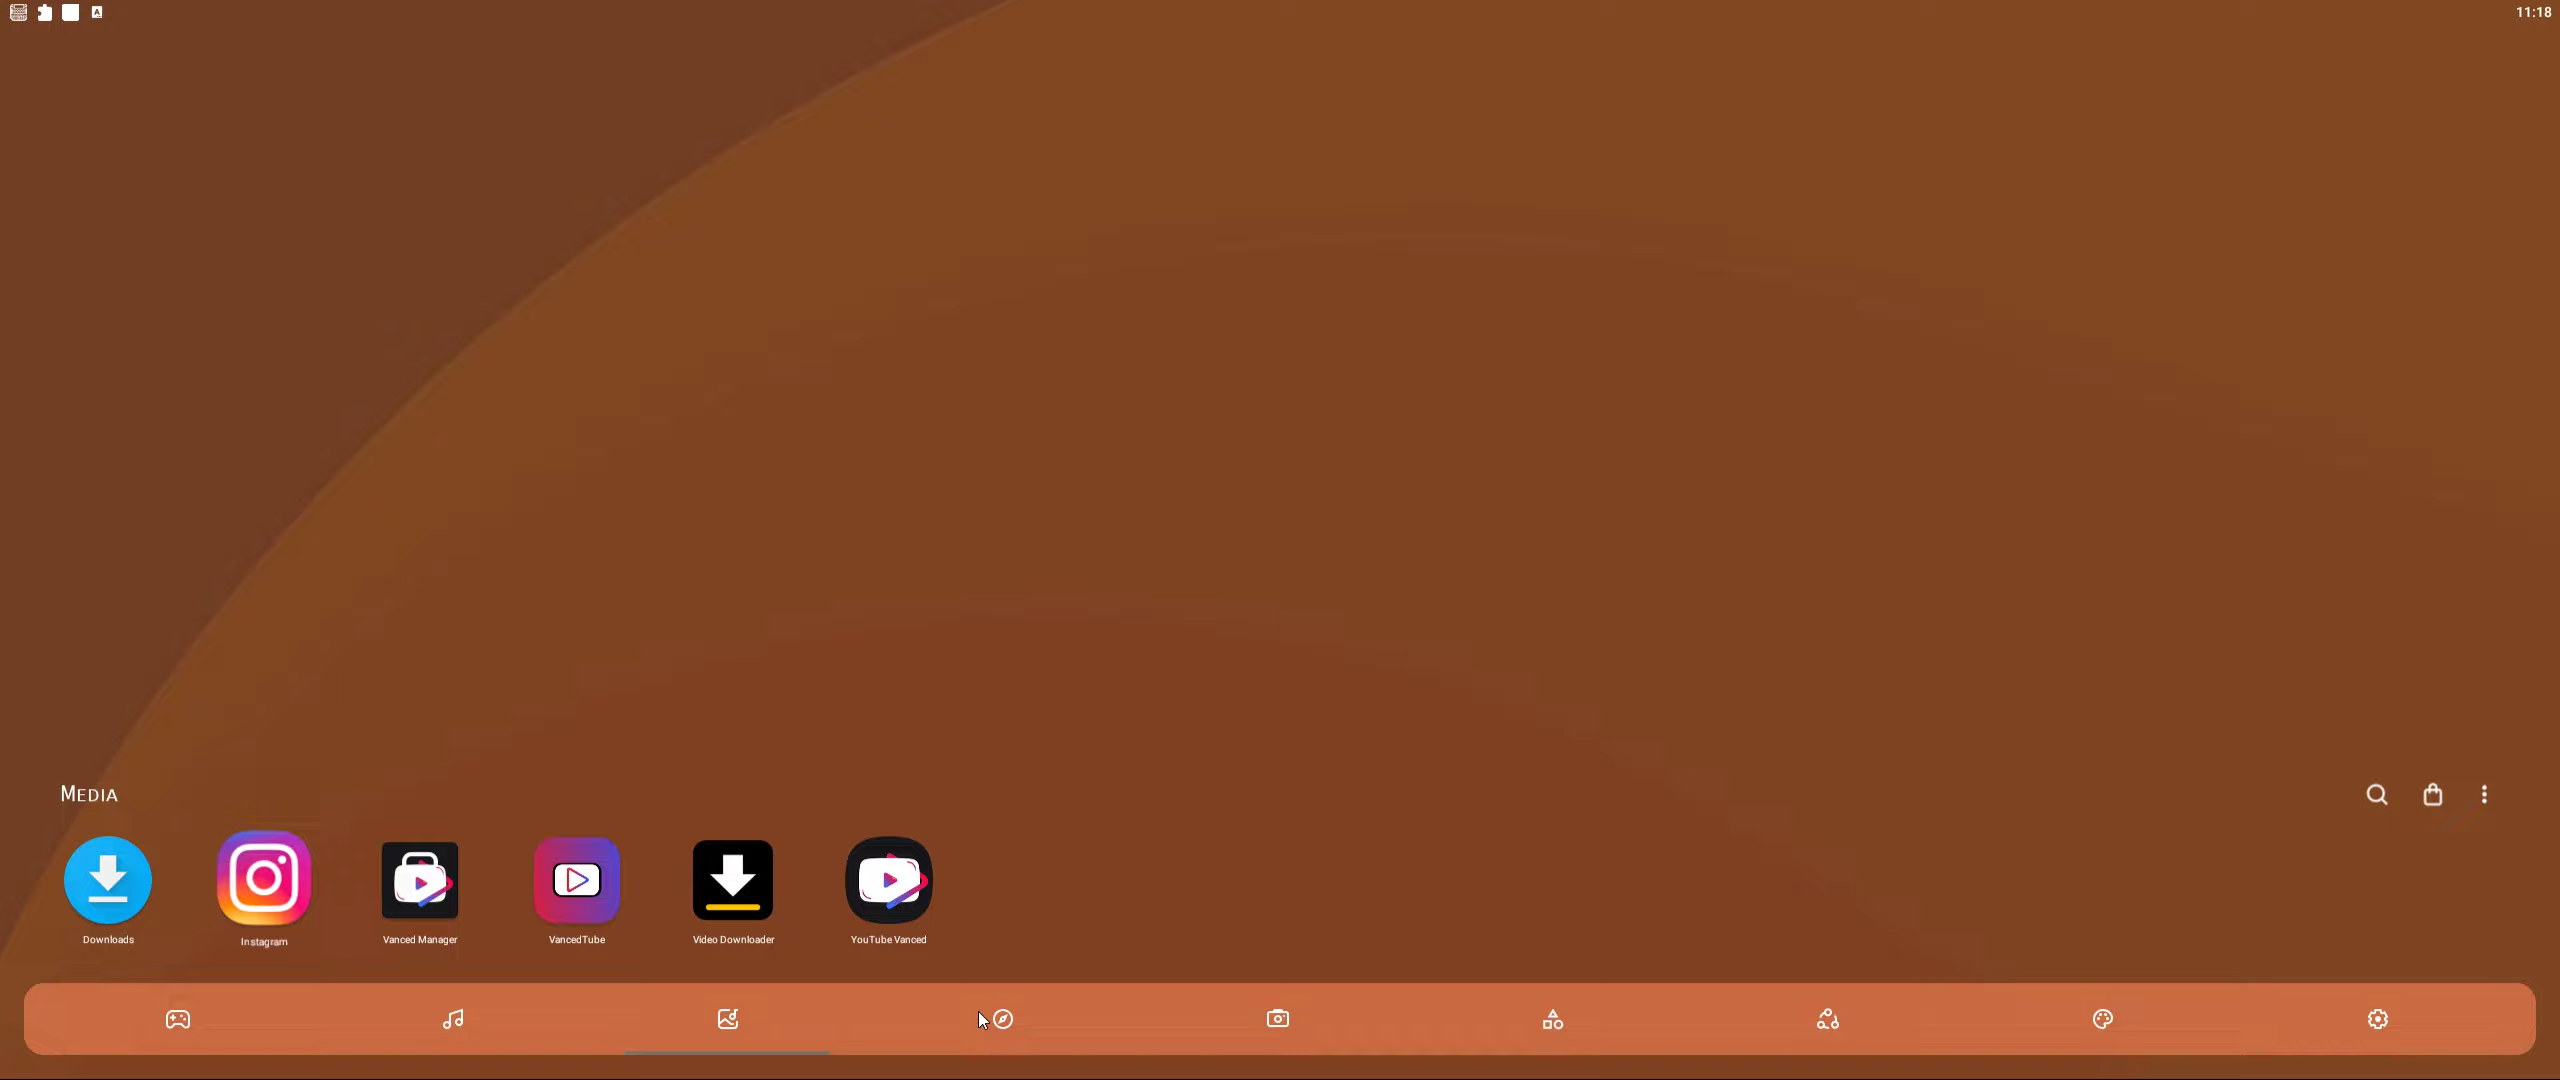 11:18
MEDIA
Downloads
Instagram
Vanced Manager
VancedTube
Video Downloader
YouTube Vanced